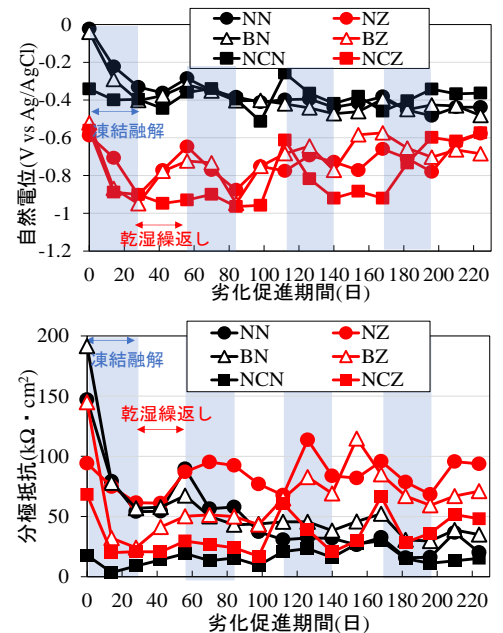 NN NZ
BN BZ
NCN NCZ
0
-0.2
-0.4
-0.6
-0.8
-1
-1.2
自然電位(V vs Ag/AgCl)
凍結融解
乾湿繰返し
0 20 40 60 80 100 120 140 160 180 200 220
劣化促進期間(日)
NN NZ
BN BZ
NCN NCZ
200
150
100
50
0
分極抵抗(kΩ・cm²)
凍結融解
乾湿繰返し
0 20 40 60 80 100 120 140 160 180 200 220
劣化促進期間(日)